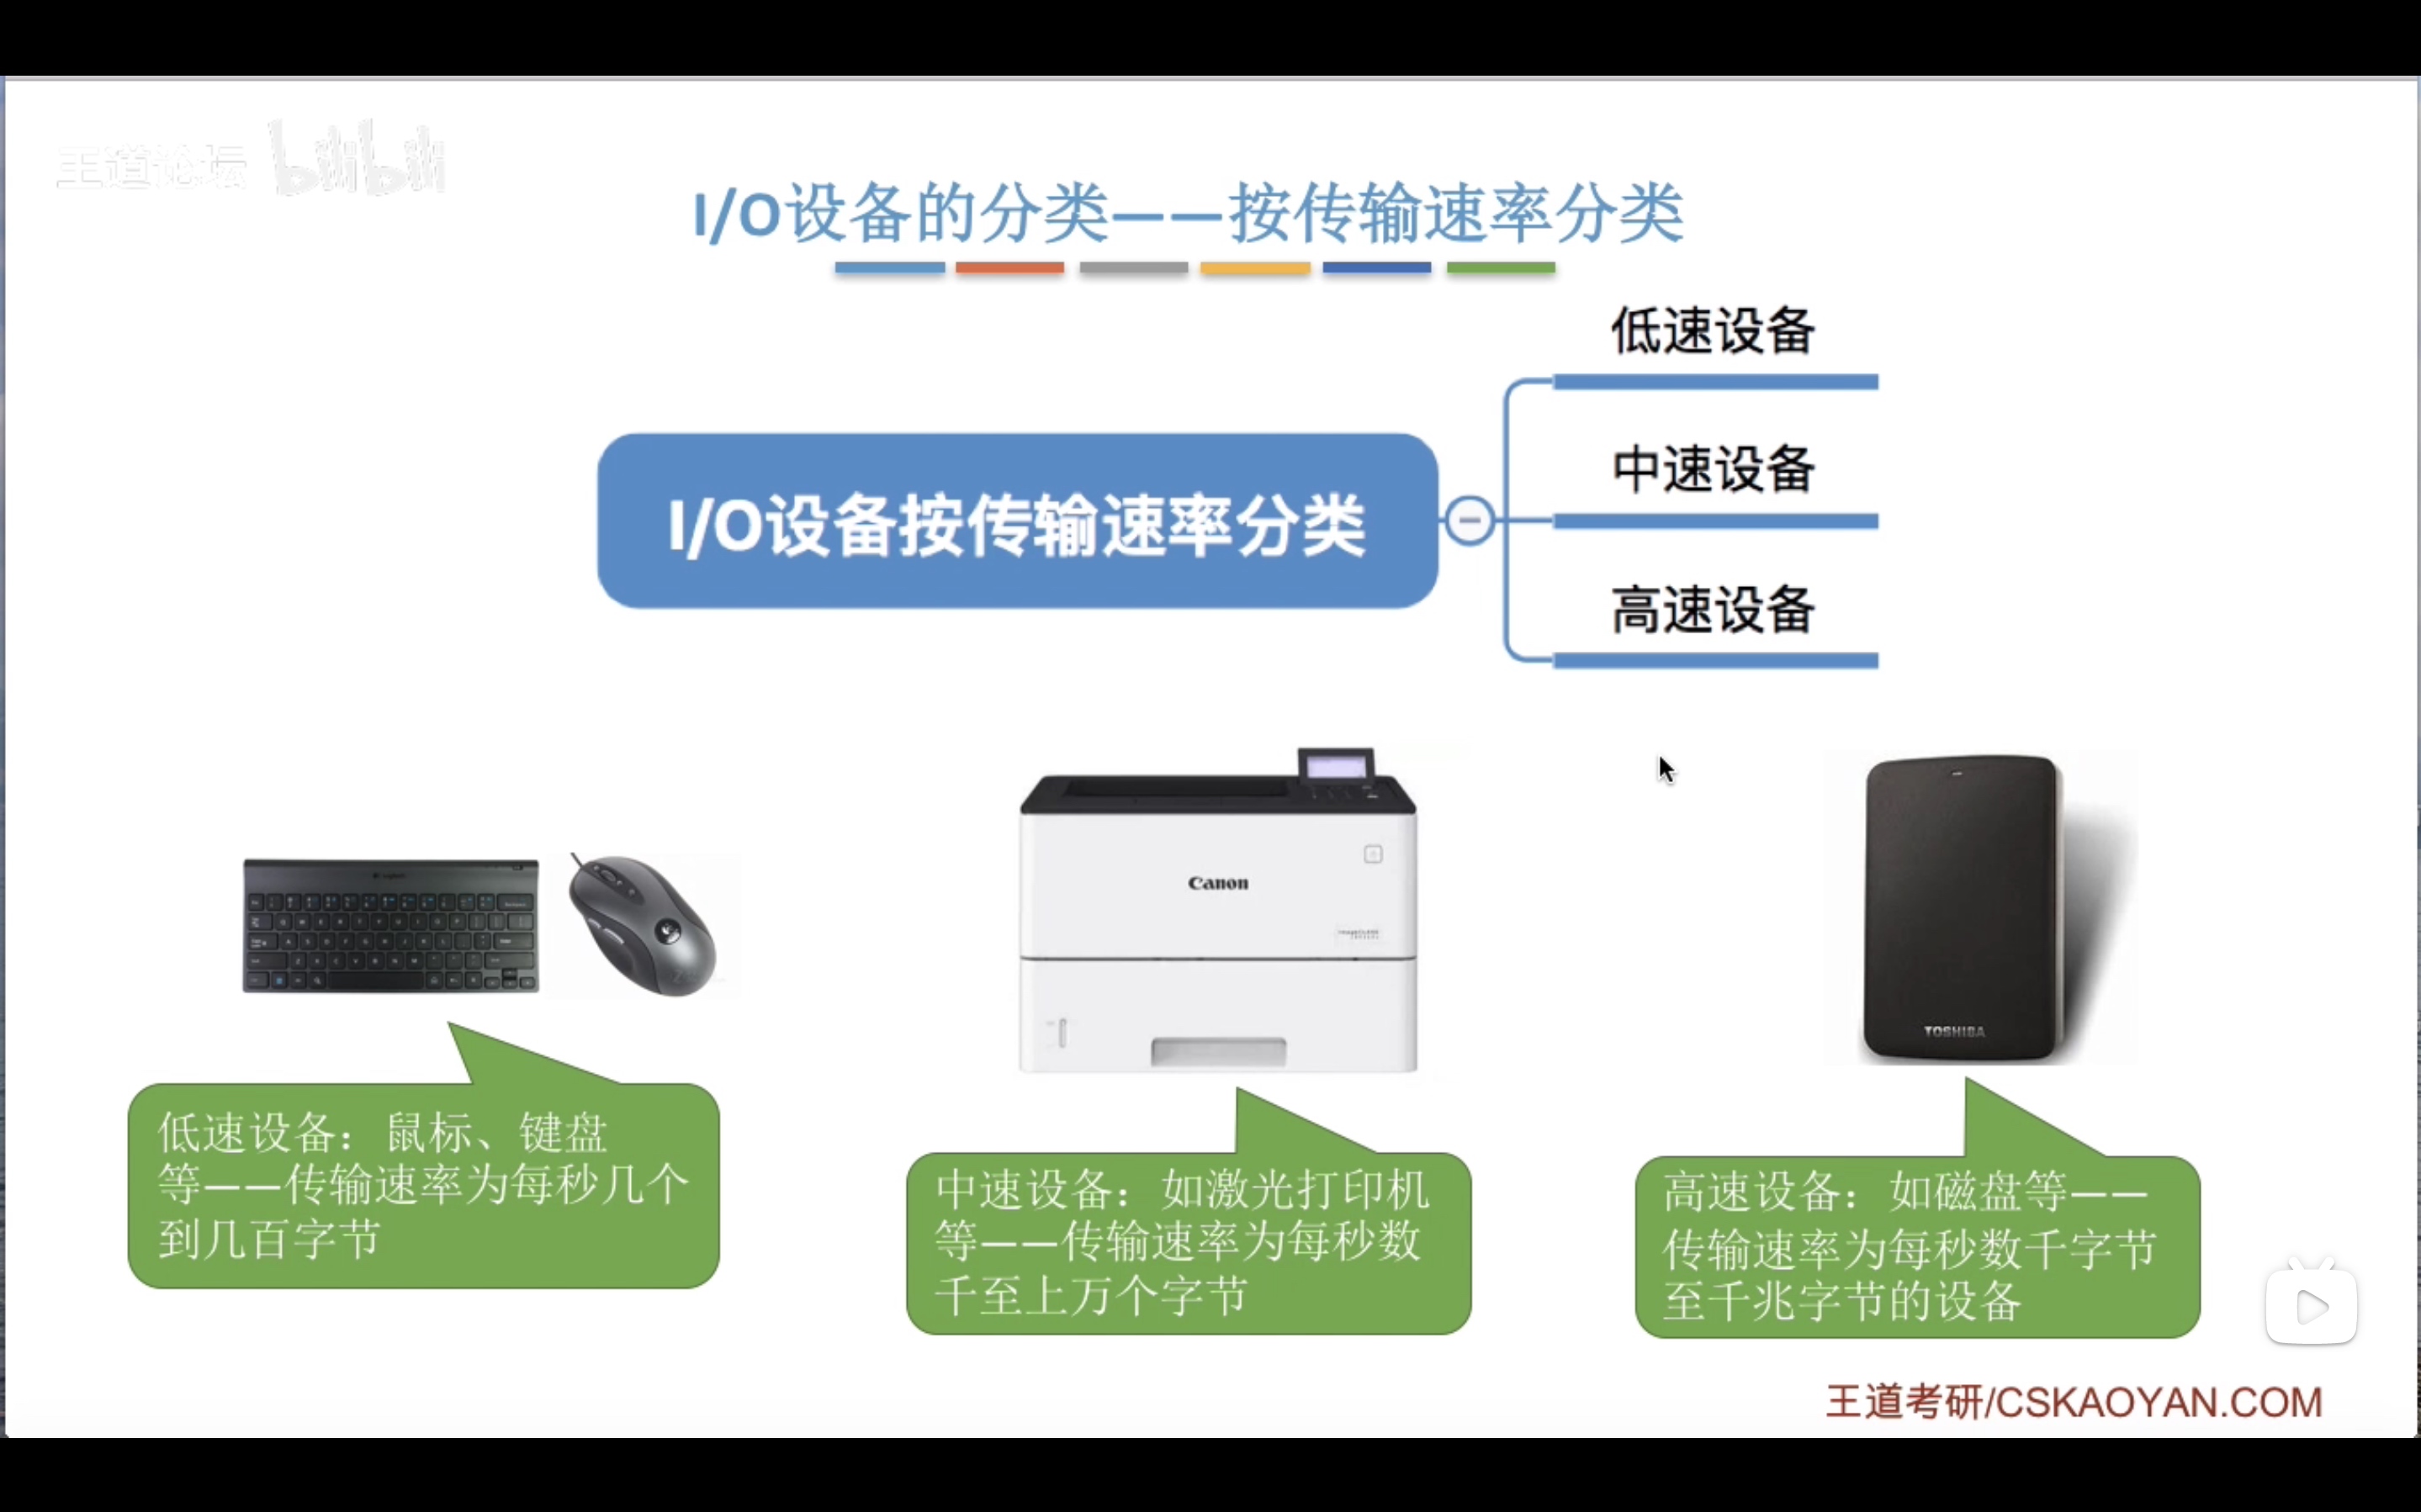 王道论坛 bilibili
I/O设备的分类——按传输速率分类
低速设备
中速设备
I/O设备按传输速率分类
高速设备
Canon
TOSHIBA
低速设备：鼠标、键盘
等——传输速率为每秒几个
到几百字节
中速设备：如激光打印机
等——传输速率为每秒数
千至上万个字节
高速设备：如磁盘等——
传输速率为每秒数千字节
至千兆字节的设备
王道考研/CSKAOYAN.COM